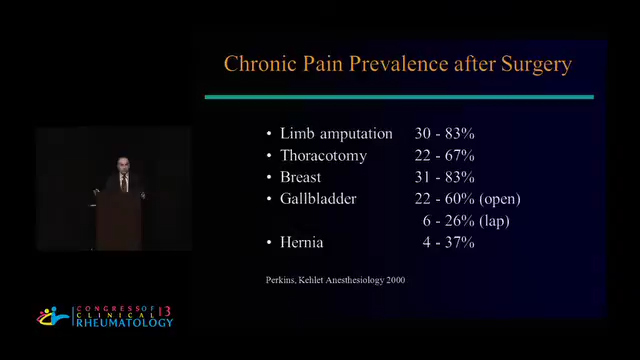 Chronic Pain Prevalence after Surgery
• Limb amputation 30 - 83%
• Thoracotomy 22 - 67%
• Breast 31 - 83%
• Gallbladder 22 - 60% (open)
6 - 26% (lap)
• Hernia 4 - 37%
Perkins, Kehlet Anesthesiology 2000
CONGRESS OF 13
CLINICAL
RHEUMATOLOGY